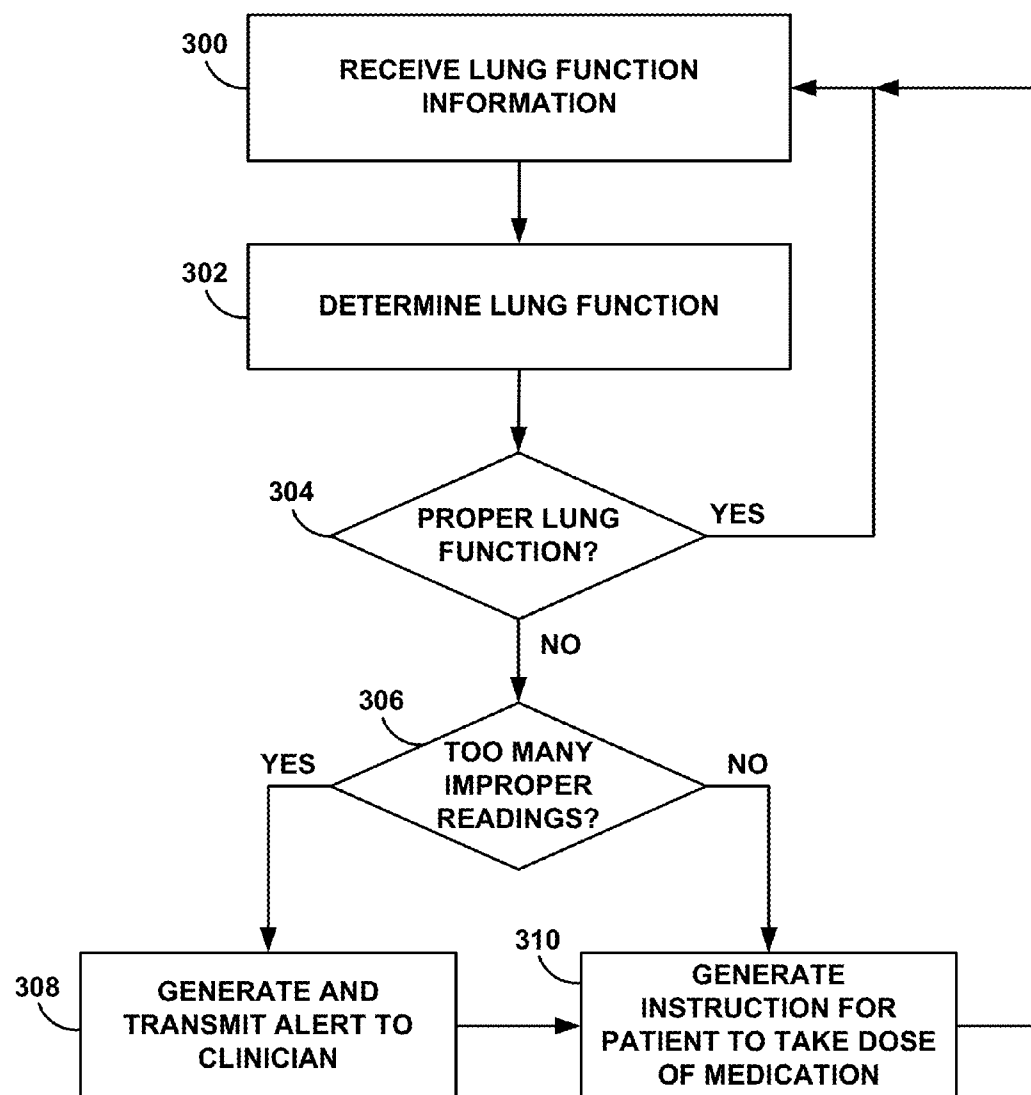 300
RECEIVE LUNG FUNCTION
INFORMATION
302
DETERMINE LUNG FUNCTION
304
PROPER LUNG
FUNCTION?
YES
NO
306
TOO MANY
IMPROPER
READINGS?
YES
NO
308
GENERATE AND
TRANSMIT ALERT TO
CLINICIAN
310
GENERATE
INSTRUCTION FOR
PATIENT TO TAKE DOSE
OF MEDICATION